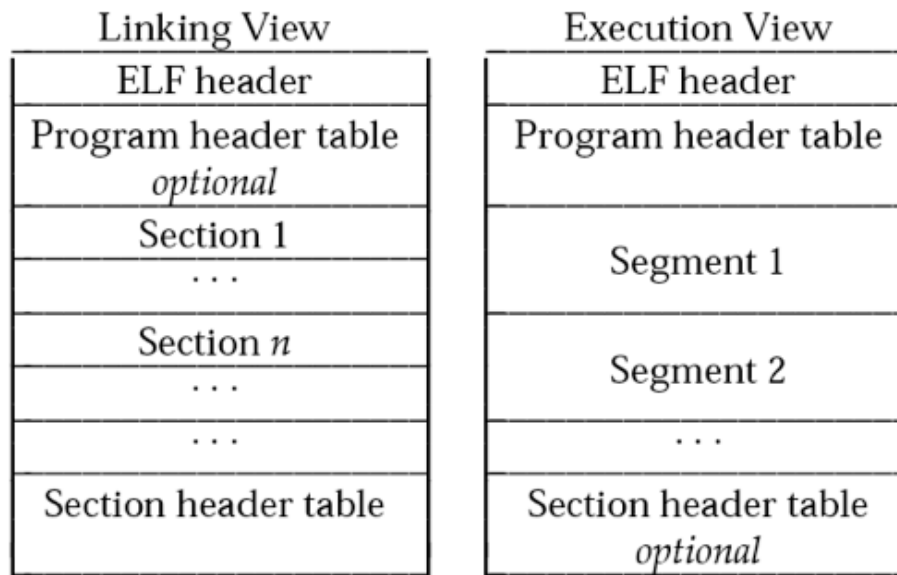 Linking View
ELF header
Program header table
optional
Section 1
. . .
Section n
. . .
. . .
Section header table
Execution View
ELF header
Program header table
Segment 1
Segment 2
. . .
Section header table
optional